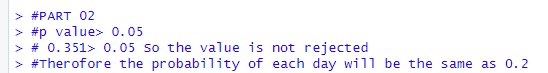 > #PART 02
> #p value> 0.05
> # 0.351> 0.05 So the value is not rejected
> #Therofore the probability of each day will be the same as 0.2